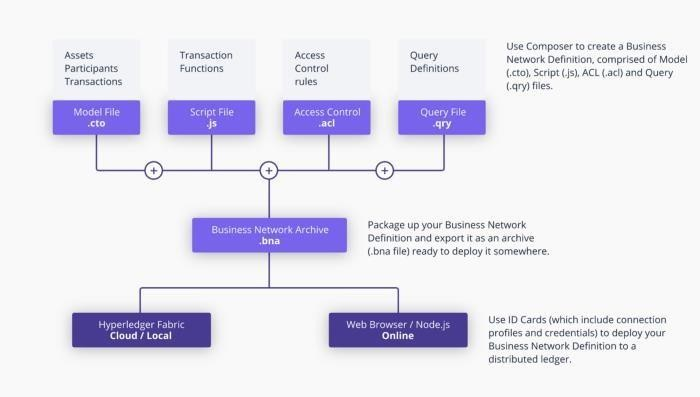 Assets
Participants
Transactions
Transaction
Functions
Access
Control
rules
Query
Definitions
Use Composer to create a Business
Network Definition, comprised of Model
(.cto), Script (.js), ACL (.acl) and Query
(.qry) files.
Model File
.cto
Script File
.js
Access Control
.acl
Query File
.qry
+
+
+
Business Network Archive
.bna
Package up your Business Network
Definition and export it as an archive
(.bna file) ready to deploy it somewhere.
Hyperledger Fabric
Cloud / Local
Web Browser / Node.js
Online
Use ID Cards (which include connection
profiles and credentials) to deploy your
Business Network Definition to a
distributed ledger.